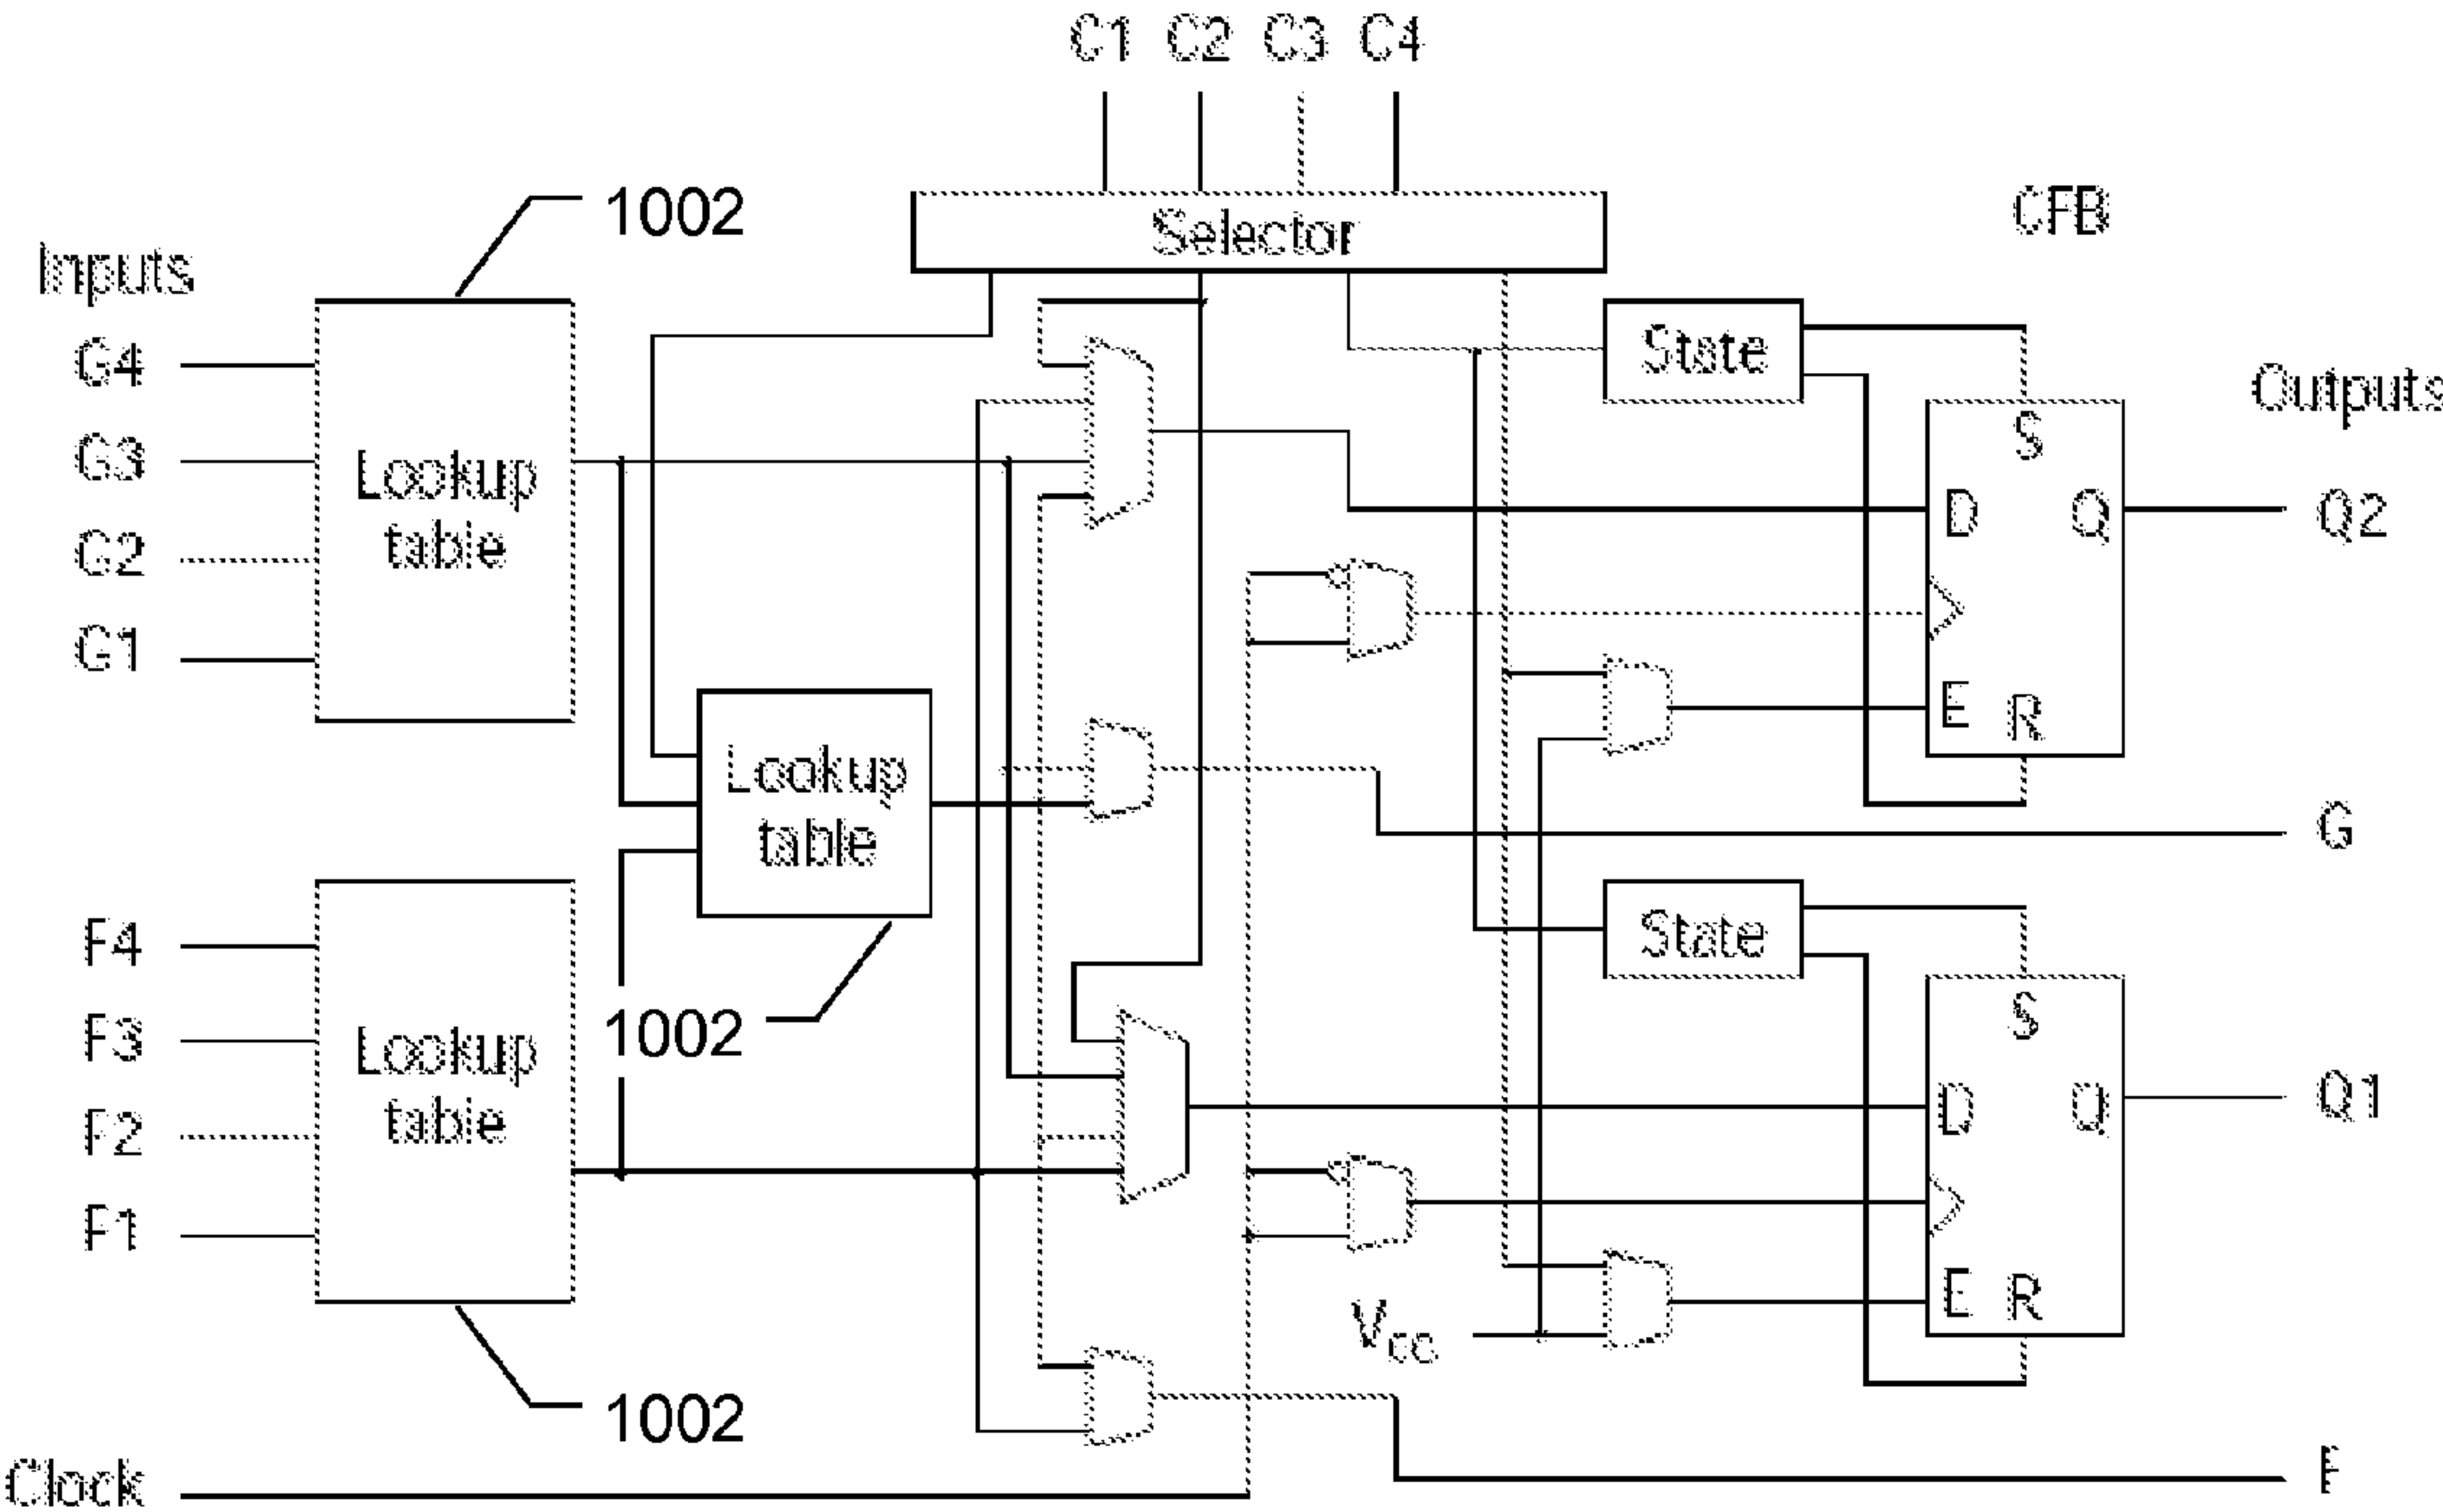 C1 C2 C3 C4
1002
Selector
CFB
Inputs
G4
G3
G2
G1
Lookup
table
State
Outputs
S
D Q
E R
Q2
Lookup
table
G
State
1002
F4
F3
F2
F1
Lookup
table
S
D Q
E R
Q1
Vcc
1002
Clock
F